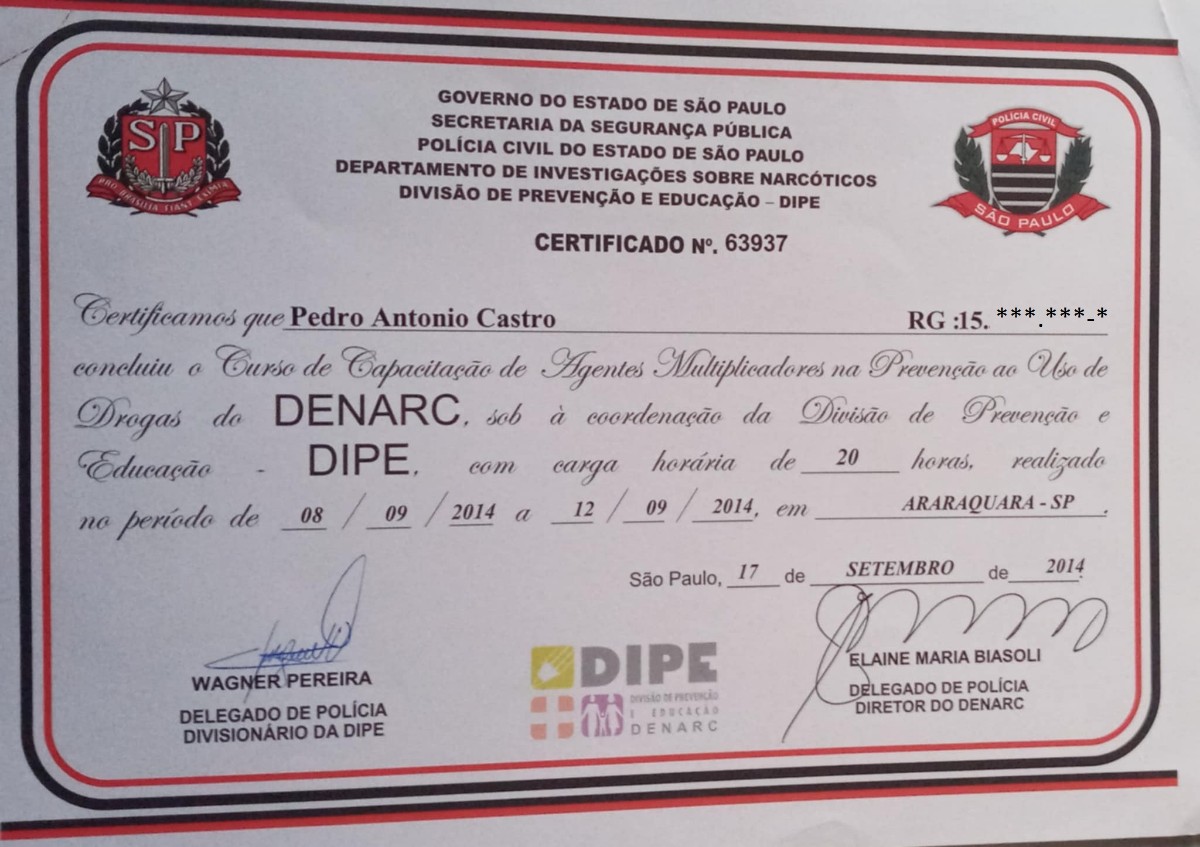 GOVERNO DO ESTADO DE SÃO PAULO
SECRETARIA DA SEGURANÇA PÚBLICA
POLÍCIA CIVIL DO ESTADO DE SÃO PAULO
DEPARTAMENTO DE INVESTIGAÇÕES SOBRE NARCÓTICOS
DIVISÃO DE PREVENÇÃO E EDUCAÇÃO – DIPE
SP
PRO BRASILIA FIANT EXIMIA
POLÍCIA CIVIL
SÃO PAULO
CERTIFICADO Nº. 63937
Certificamos que Pedro Antonio Castro RG :15. ***.***-*
concluiu o Curso de Capacitação de Agentes Multiplicadores na Prevenção ao Uso de
Drogas do DENARC, sob à coordenação da Divisão de Prevenção e
Educação - DIPE, com carga horária de 20 horas, realizado
no período de 08 / 09 / 2014 a 12 / 09 / 2014, em ARARAQUARA - SP.
São Paulo, 17 de SETEMBRO de 2014
WAGNER PEREIRA
DELEGADO DE POLÍCIA
DIVISIONÁRIO DA DIPE
DIPE
DIVISÃO DE PREVENÇÃO
E EDUCAÇÃO
DENARC
ELAINE MARIA BIASOLI
DELEGADO DE POLÍCIA
DIRETOR DO DENARC